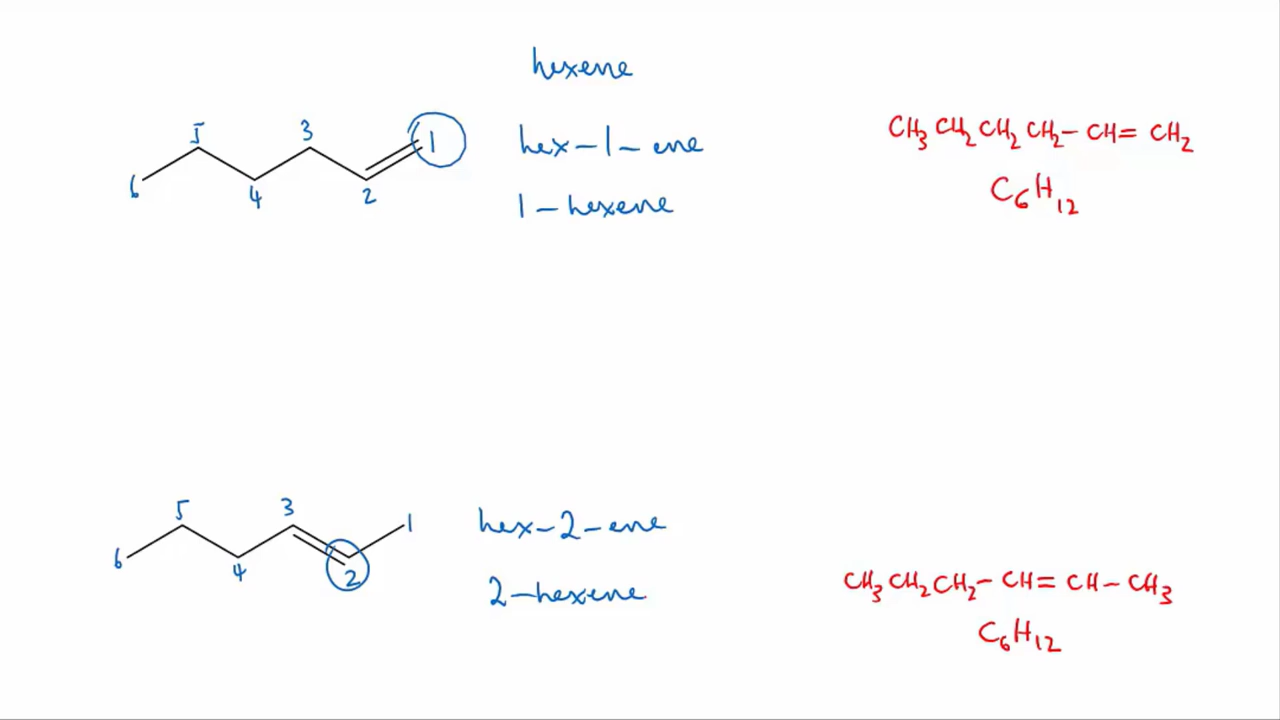 hexene
5 3 1
hex-1-ene
CH₃CH₂CH₂CH₂-CH=CH₂
6 4 2
1-hexene
C₆H₁₂
5 3 1
hex-2-ene
6 4 2
2-hexene
CH₃CH₂CH₂-CH=CH-CH₃
C₆H₁₂